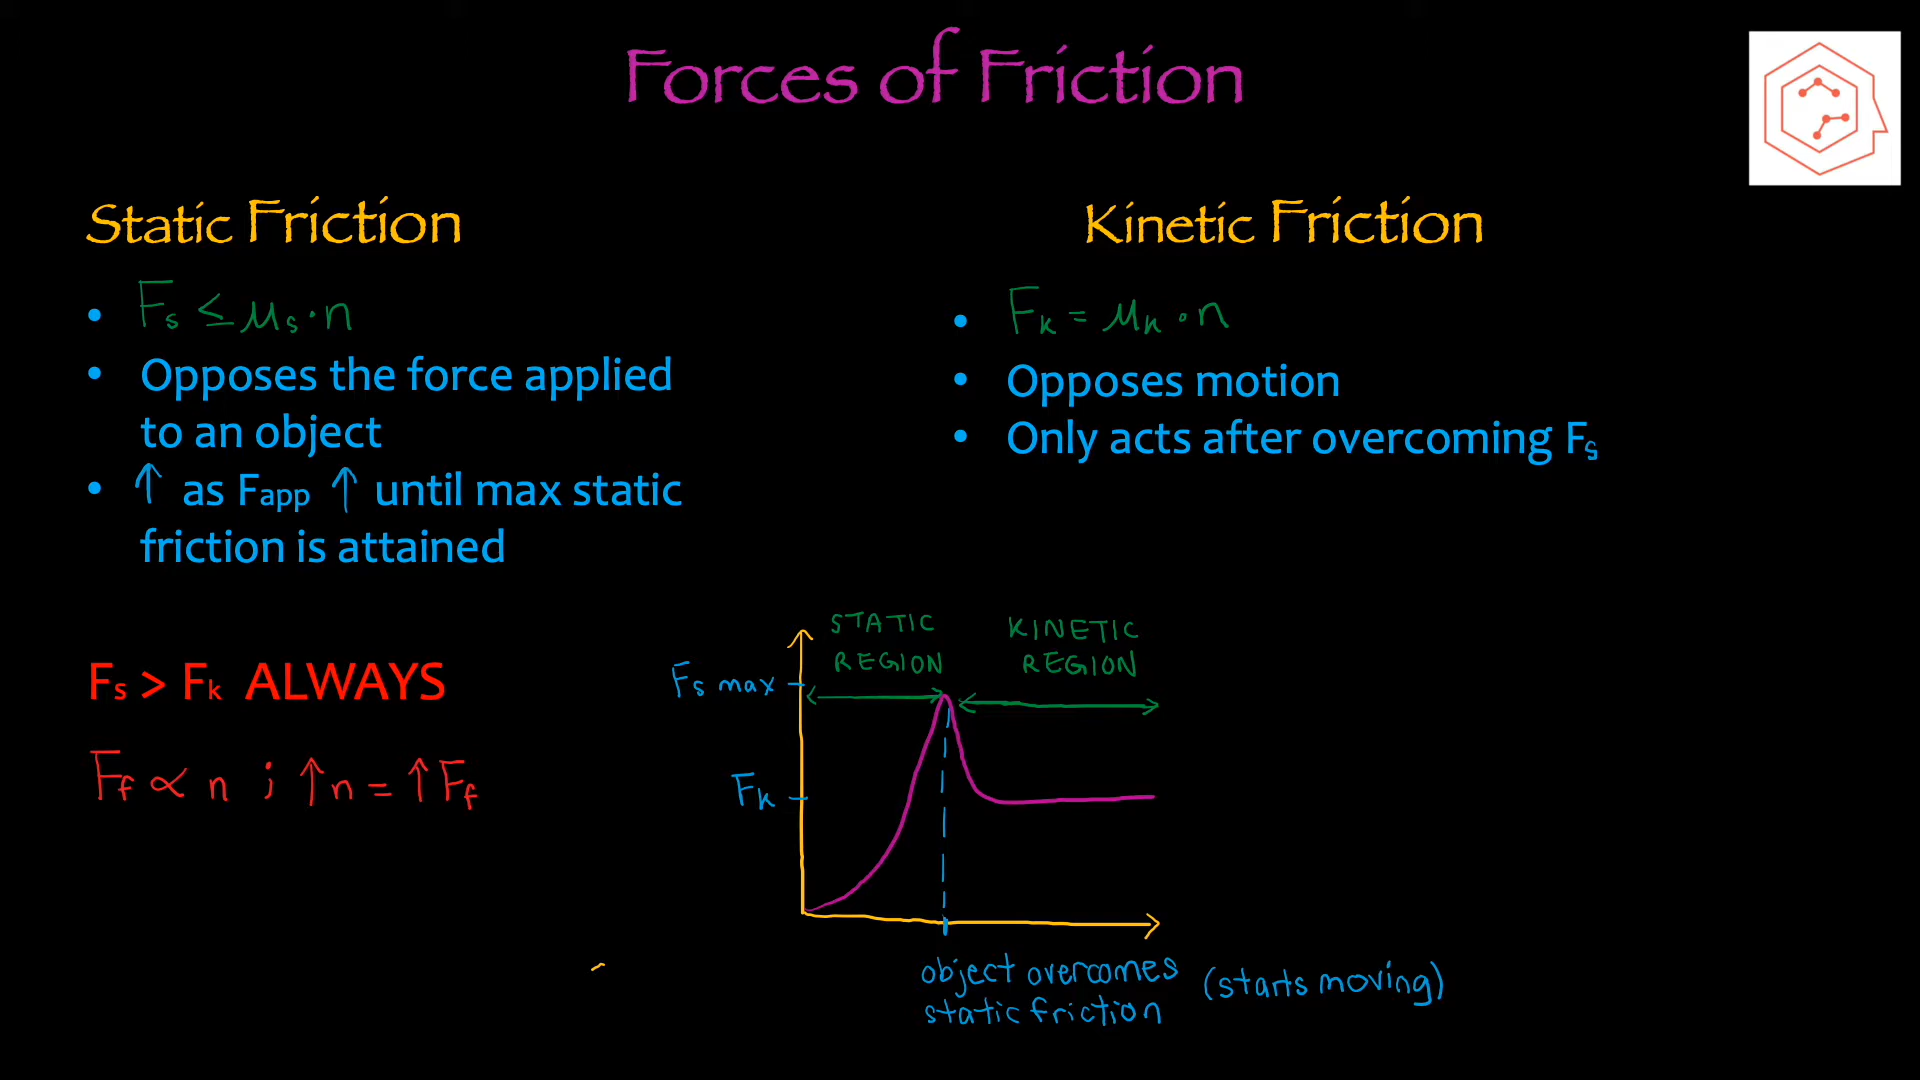 Forces of Friction
Static Friction
• Fs ≤ μs · n
• Opposes the force applied
to an object
• ↑ as Fapp ↑ until max static
friction is attained
Fs > Fk ALWAYS
Ff ∝ n ; ↑n = ↑Ff
Kinetic Friction
• Fk = μk · n
• Opposes motion
• Only acts after overcoming Fs
STATIC
REGION
KINETIC
REGION
Fs max
Fk
object overcomes
static friction
(starts moving)